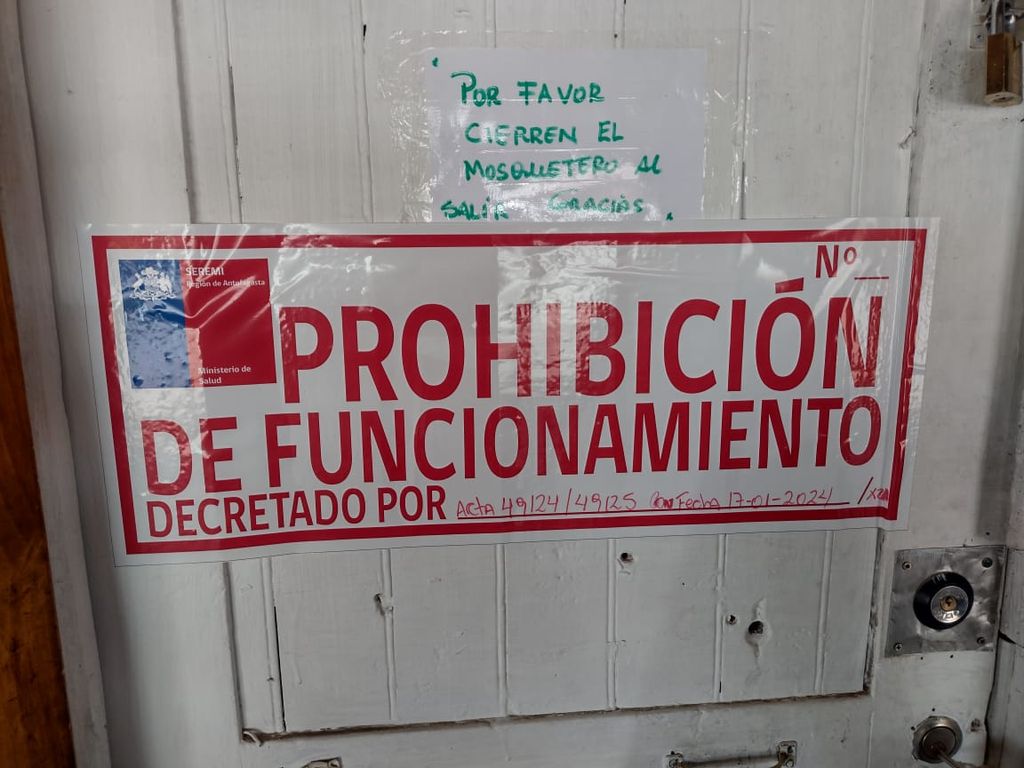 POR FAVOR
CIERREN EL
MOSQUETERO AL
SALIR GRACIAS
SEREMI
Región de Antofagasta
Ministerio de
Salud
Nº__
PROHIBICIÓN
DE FUNCIONAMIENTO
DECRETADO POR Acta 49124/49125 Con Fecha 17-01-2024